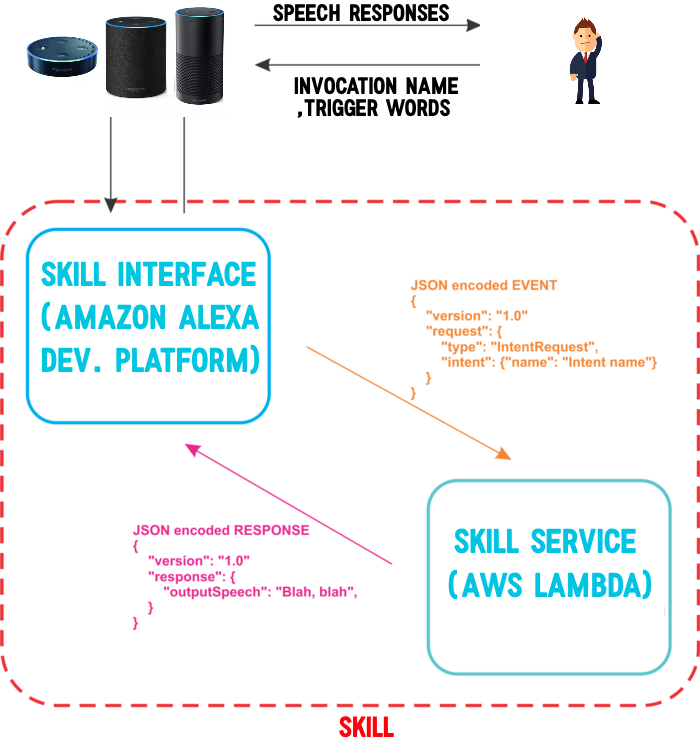 SPEECH RESPONSES
INVOCATION NAME
,TRIGGER WORDS
SKILL INTERFACE
(AMAZON ALEXA
DEV. PLATFORM)
JSON encoded EVENT
{
"version": "1.0"
"request": {
"type": "IntentRequest",
"intent": {"name": "Intent name"}
}
}
JSON encoded RESPONSE
{
"version": "1.0"
"response": {
"outputSpeech": "Blah, blah",
}
}
SKILL SERVICE
(AWS LAMBDA)
SKILL